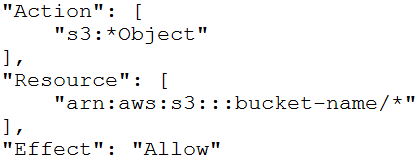 "Action": [
    "s3:*Object"
],
"Resource": [
    "arn:aws:s3:::bucket-name/*"
],
"Effect": "Allow"